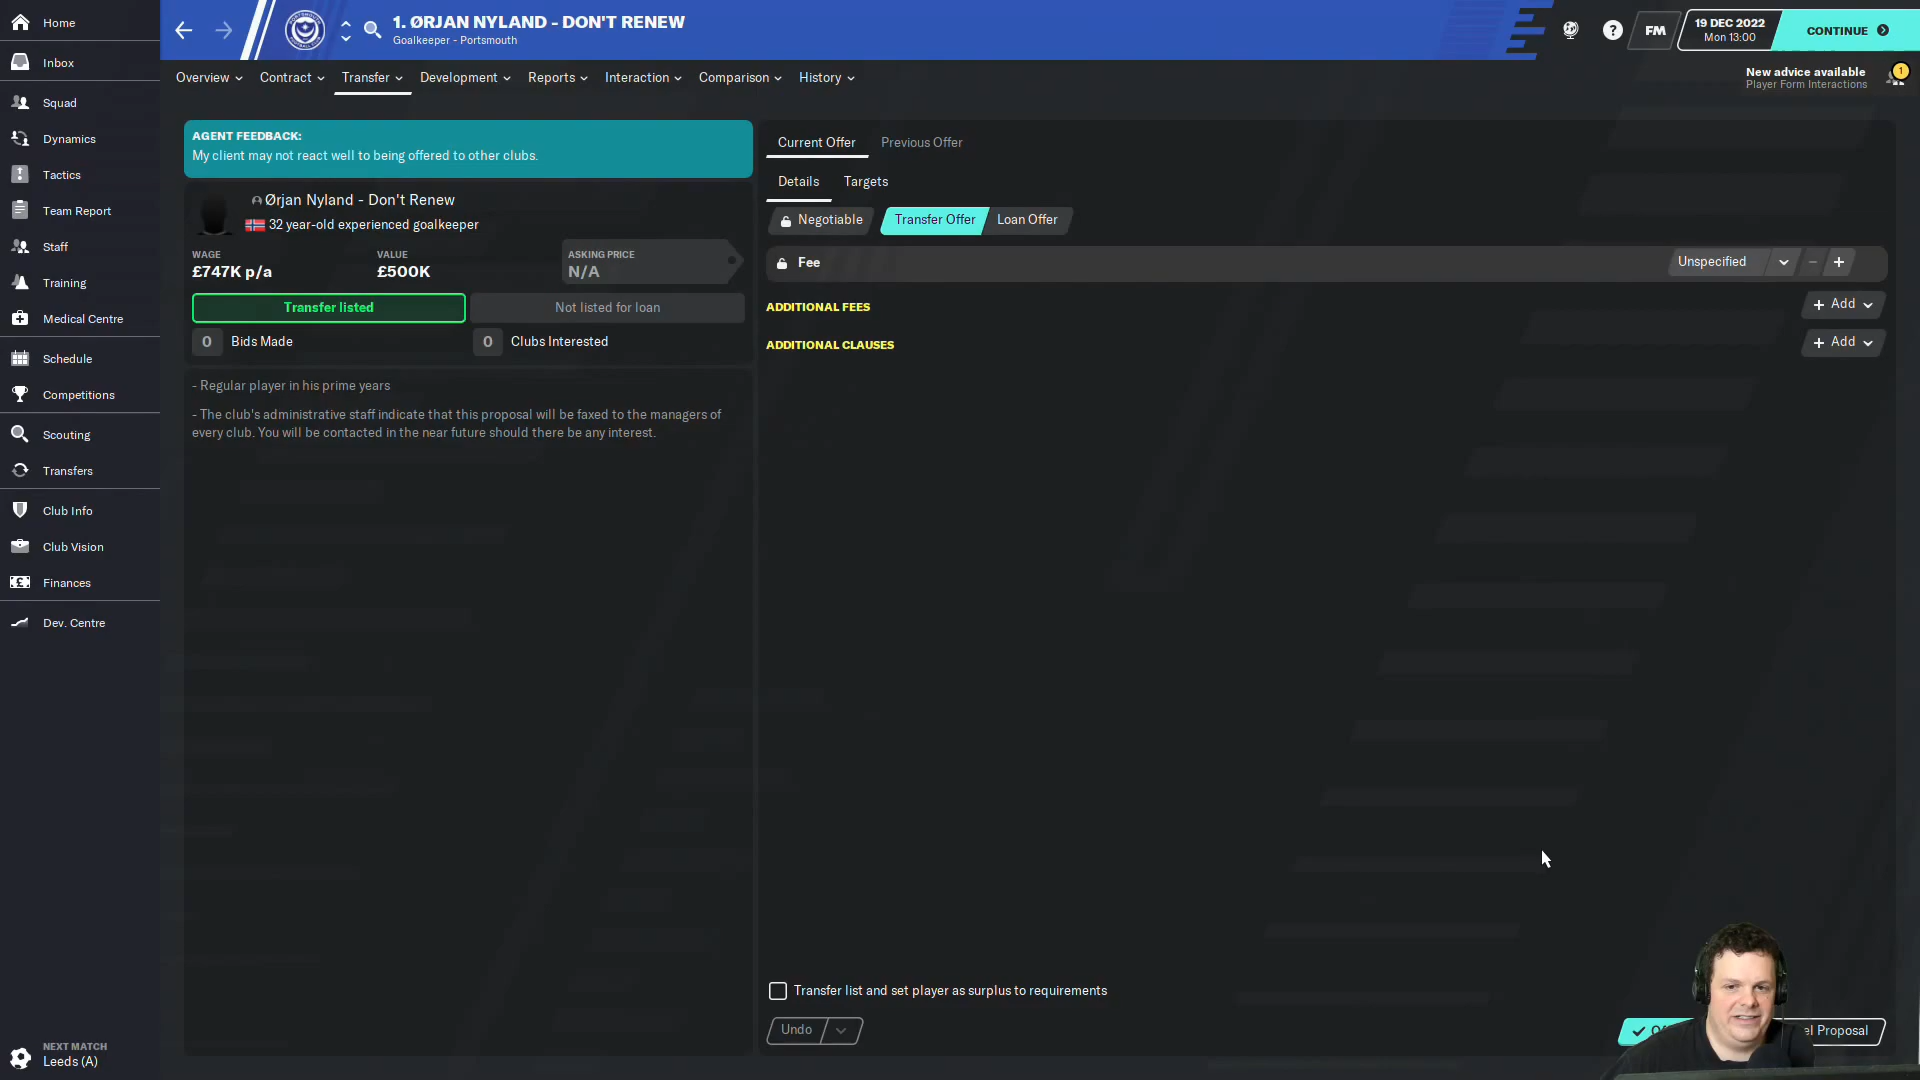 Home
Inbox
Squad
Dynamics
Tactics
Team Report
Staff
Training
Medical Centre
Schedule
Competitions
Scouting
Transfers
Club Info
Club Vision
Finances
Dev. Centre
NEXT MATCH
Leeds (A)
1. ØRJAN NYLAND - DON'T RENEW
Goalkeeper - Portsmouth
?
FM
19 DEC 2022
Mon 13:00
CONTINUE
Overview
Contract
Transfer
Development
Reports
Interaction
Comparison
History
New advice available
Player Form Interactions
1
AGENT FEEDBACK:
My client may not react well to being offered to other clubs.
Ørjan Nyland - Don't Renew
32 year-old experienced goalkeeper
WAGE
£747K p/a
VALUE
£500K
ASKING PRICE
N/A
Transfer listed
Not listed for loan
0 Bids Made
0 Clubs Interested
- Regular player in his prime years
- The club's administrative staff indicate that this proposal will be faxed to the managers of
every club. You will be contacted in the near future should there be any interest.
Current Offer
Previous Offer
Details
Targets
Negotiable
Transfer Offer
Loan Offer
Fee
Unspecified
ADDITIONAL FEES
Add
ADDITIONAL CLAUSES
Add
Transfer list and set player as surplus to requirements
Undo
Proposal